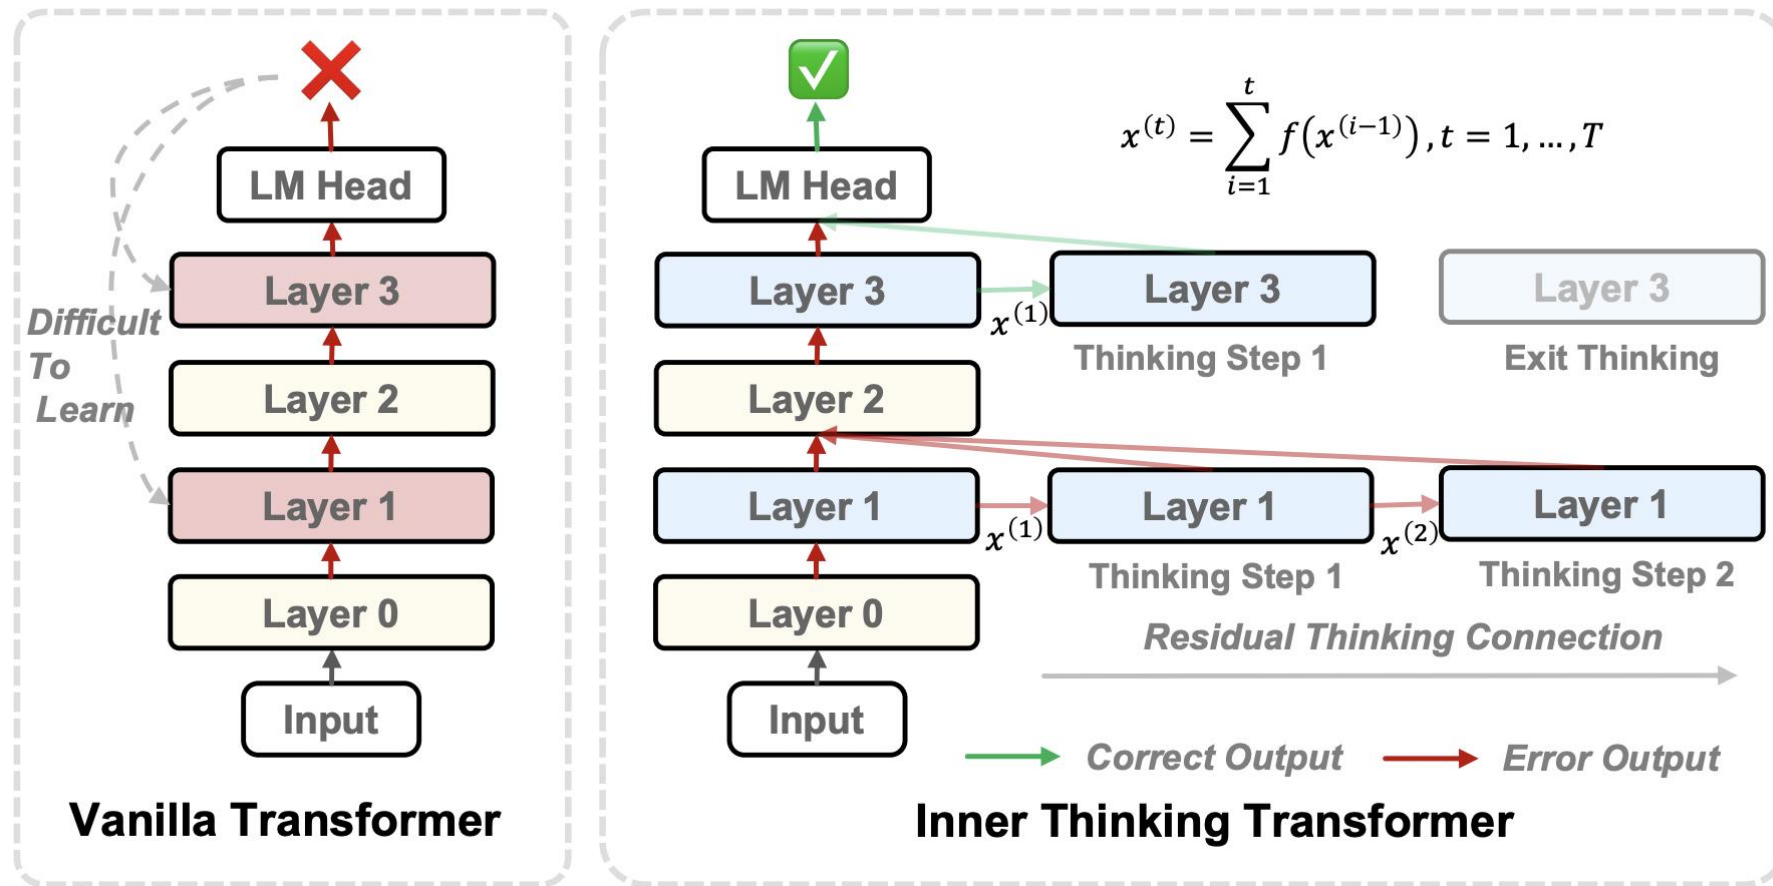 LM Head
Layer 3
Difficult
To
Learn
Layer 2
Layer 1
Layer 0
Input
Vanilla Transformer
x^{(t)} = \sum_{i=1}^{t} f(x^{(i-1)}), t = 1, ..., T
LM Head
Layer 3
x^{(1)}
Layer 3
Thinking Step 1
Layer 3
Exit Thinking
Layer 2
Layer 1
x^{(1)}
Layer 1
Thinking Step 1
x^{(2)}
Layer 1
Thinking Step 2
Layer 0
Residual Thinking Connection
Input
Correct Output
Error Output
Inner Thinking Transformer